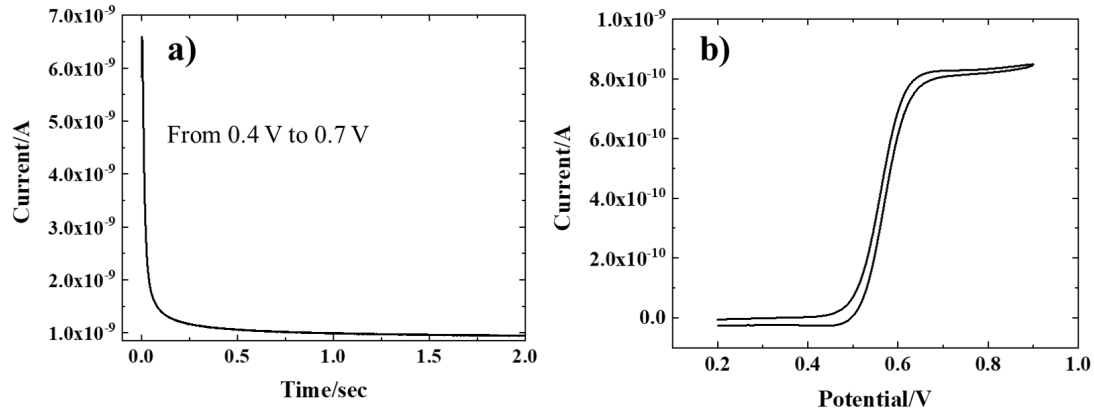 a)
From 0.4 V to 0.7 V
7.0x10⁻⁹
6.0x10⁻⁹
5.0x10⁻⁹
4.0x10⁻⁹
3.0x10⁻⁹
2.0x10⁻⁹
1.0x10⁻⁹
Current/A
0.0 0.5 1.0 1.5 2.0
Time/sec
b)
1.0x10⁻⁹
8.0x10⁻¹⁰
6.0x10⁻¹⁰
4.0x10⁻¹⁰
2.0x10⁻¹⁰
0.0
Current/A
0.2 0.4 0.6 0.8 1.0
Potential/V